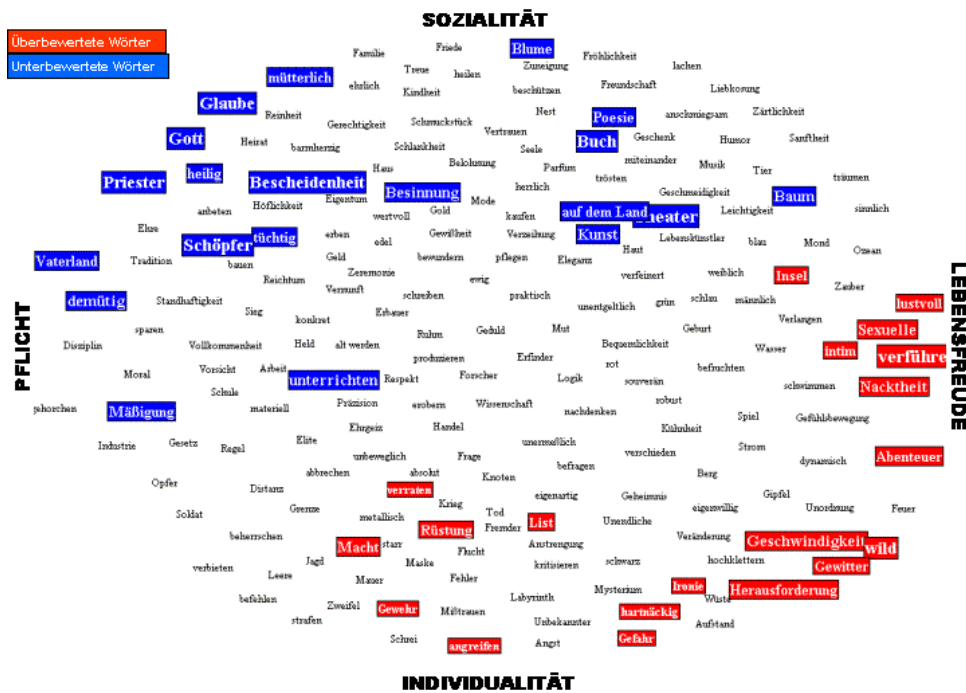 SOZIALITÄT
Überbewertete Wörter
Unterbewertete Wörter
Familie
Friede
Blume
Fröhlichkeit
Zuneigung
lachen
Treue
heilen
mütterlich
ehrlich
Kindheit
beschützen
Freundschaft
Liebkosung
Glaube
Reinheit
Schmuckstück
Nest
Poesie
anschmiegsam
Zärtlichkeit
Gerechtigkeit
Vertrauen
Gott
Heirat
barmherzig
Schlankheit
Seele
Buch
Geschenk
Humor
Sanftheit
Haus
Belohnung
Parfum
miteinander
Musik
Tier
träumen
Priester
heilig
Bescheidenheit
Besinnung
herrlich
trösten
Geschmeidigkeit
Baum
Höflichkeit
Eigentum
Mode
anbeten
wertvoll
Gold
kaufen
auf dem Land
Theater
Leichtigkeit
sinnlich
Ehre
Schöpfer
tüchtig
erben
edel
Gewißheit
Verzeihung
Kunst
Lebenskünstler
blau
Mond
Ozean
Vaterland
Tradition
bauen
Geld
bewundern
pflegen
Eleganz
Haut
Reichtum
Zeremonie
Vernunft
ewig
verfeinert
weiblich
Insel
Zauber
demütig
Standhaftigkeit
Sieg
schreiben
praktisch
unentgeltlich
grün
schlau
männlich
lustvoll
LEBENSFREUDE
PFLICHT
sparen
konkret
Erbauer
Verlangen
Sexuelle
Disziplin
Vollkommenheit
Held
alt werden
Ruhm
Geduld
Mut
Bequemlichkeit
Geburt
Wasser
intim
verführe
Moral
Vorsicht
Arbeit
produzieren
Erfinder
rot
befruchten
Schule
unterrichten
Respekt
Forscher
Logik
souverän
schwimmen
Nacktheit
gehorchen
Mäßigung
materiell
Präzision
erobern
Wissenschaft
nachdenken
robust
Spiel
Gefühlsbewegung
Ehrgeiz
Handel
Kühnheit
Industrie
Gesetz
Regel
Elite
unbeweglich
Frage
unermeßlich
verschieden
Strom
dynamisch
Abenteuer
Opfer
Distanz
abbrechen
absolut
Knoten
befragen
Berg
verraten
eigenartig
Geheimnis
eigenwillig
Gipfel
Unordnung
Feuer
Soldat
Grenze
metallisch
Krieg
Tod
List
Unendliche
beherrschen
Macht
starr
Rüstung
Fremder
Anstrengung
Veränderung
Geschwindigkeit
wild
verbieten
Leere
Jagd
Maske
Flucht
kritisieren
schwarz
hochklettern
Gewitter
Mauer
Fehler
Mysterium
Ironie
Herausforderung
befehlen
Zweifel
Gewehr
Mißtrauen
Labyrinth
hartnäckig
Wüste
strafen
Unbekannter
Aufstand
Schrei
angreifen
Angst
Gefahr
INDIVIDUALITÄT